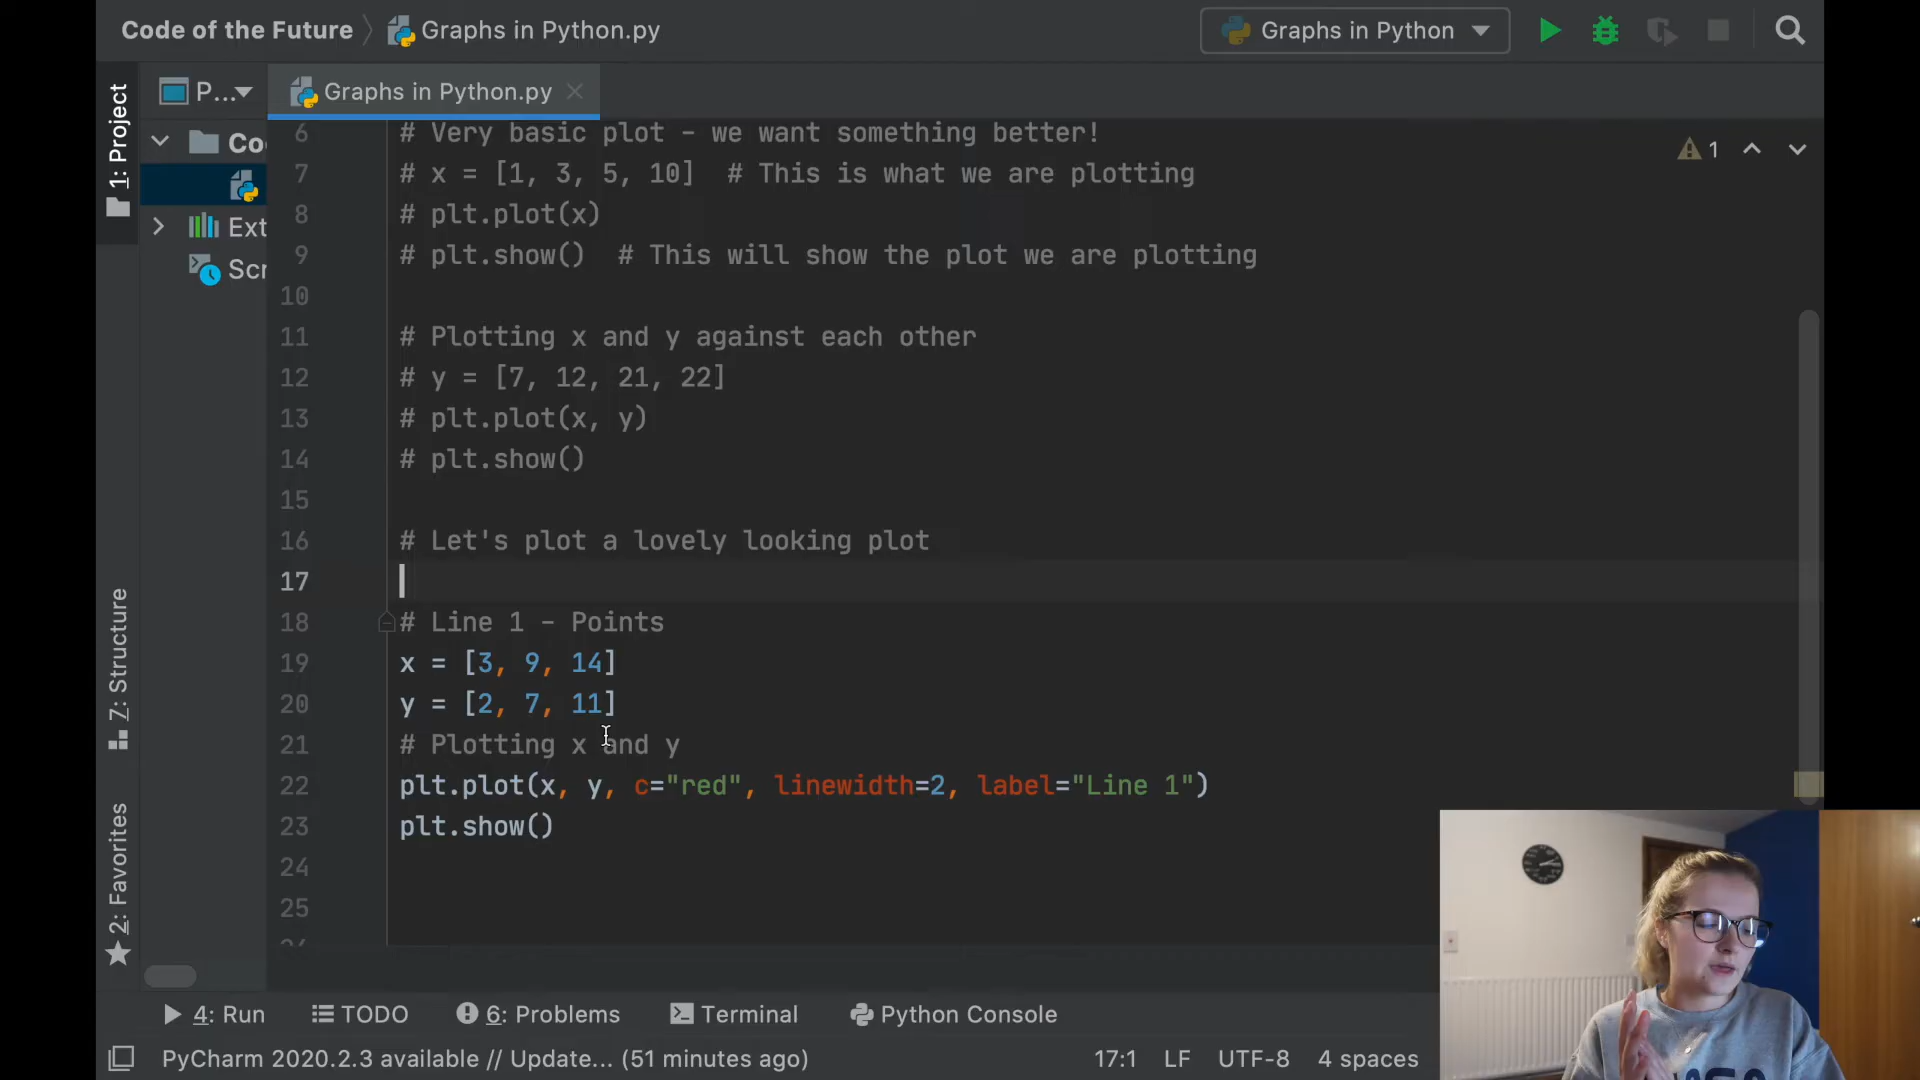 Code of the Future
Graphs in Python.py
Graphs in Python
1: Project
P...
Graphs in Python.py
Co
Ext
Scr
1
6 # Very basic plot - we want something better!
7 # x = [1, 3, 5, 10]  # This is what we are plotting
8 # plt.plot(x)
9 # plt.show()  # This will show the plot we are plotting
10
11 # Plotting x and y against each other
12 # y = [7, 12, 21, 22]
13 # plt.plot(x, y)
14 # plt.show()
15
16 # Let's plot a lovely looking plot
17
18 # Line 1 - Points
19 x = [3, 9, 14]
20 y = [2, 7, 11]
21 # Plotting x and y
22 plt.plot(x, y, c="red", linewidth=2, label="Line 1")
23 plt.show()
24
25
7: Structure
2: Favorites
4: Run
TODO
6: Problems
Terminal
Python Console
PyCharm 2020.2.3 available // Update... (51 minutes ago)
17:1
LF
UTF-8
4 spaces